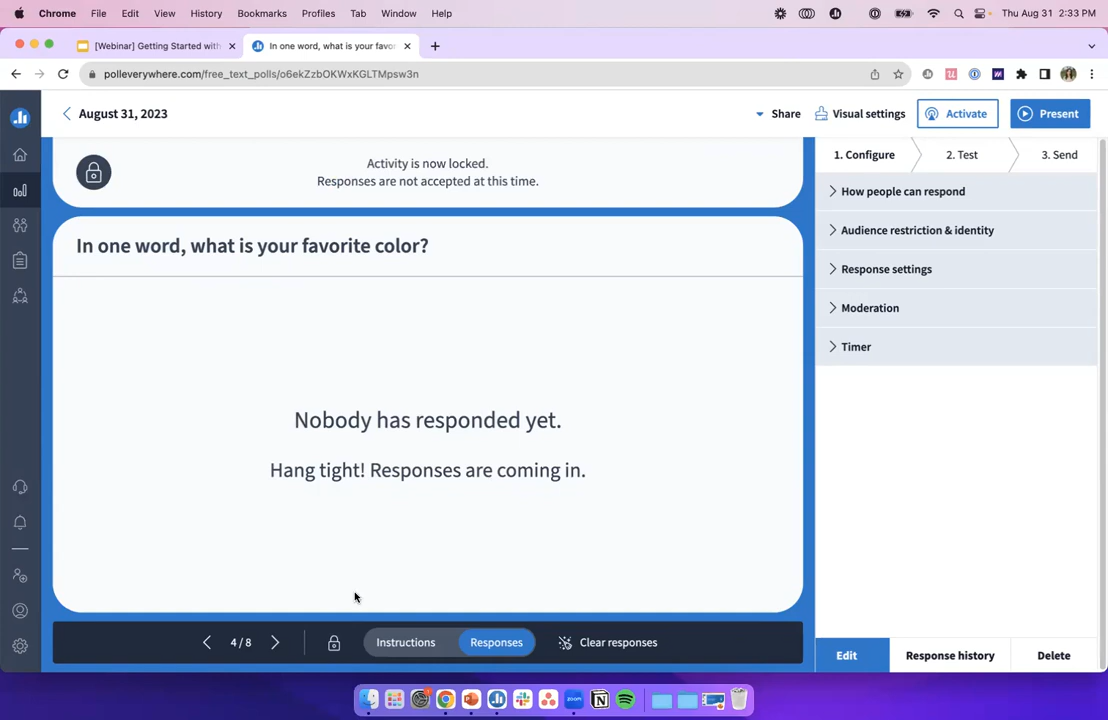 Chrome File Edit View History Bookmarks Profiles Tab Window Help Thu Aug 31 2:33 PM
[Webinar] Getting Started with
In one word, what is your favor
polleverywhere.com/free_text_polls/o6ekZzbOKWxKGLTMpsw3n
August 31, 2023
Share
Visual settings
Activate
Present
Activity is now locked.
Responses are not accepted at this time.
In one word, what is your favorite color?
Nobody has responded yet.
Hang tight! Responses are coming in.
4/8
Instructions
Responses
Clear responses
1. Configure
2. Test
3. Send
How people can respond
Audience restriction & identity
Response settings
Moderation
Timer
Edit
Response history
Delete
zoom